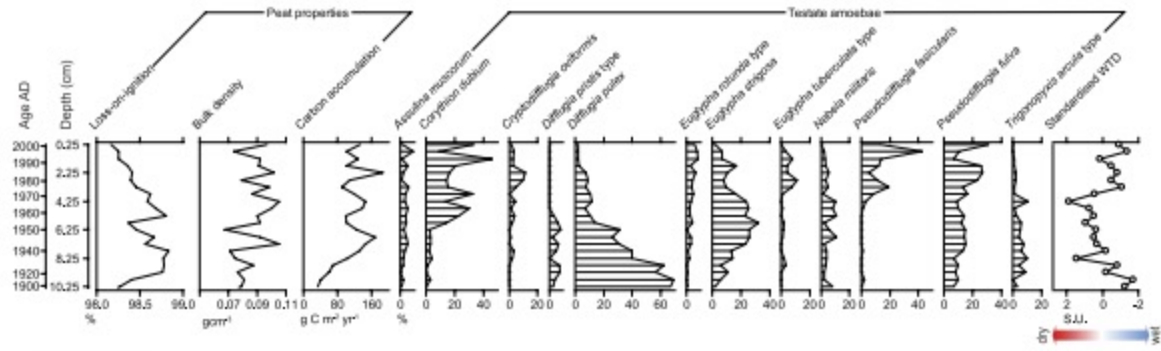 Peat properties
Testate amoebae
Age AD
Depth (cm)
Loss-on-ignition
Bulk density
Carbon accumulation
Assulina muscorum
Corythion dubium
Cryptodifflugia oviformis
Difflugia pristis type
Difflugia pulex
Euglypha rotunda type
Euglypha strigosa
Euglypha tuberculata type
Nebela militaris
Pseudodifflugia fascicularis
Pseudodifflugia fulva
Trigonopyxis arcula type
Standardised WTD
2000 0.25
1990
1980 2.25
1970
1960 4.25
1950 6.25
1940 8.25
1920
1900 10.25
98.0 98.5 99.0 0.07 0.09 0.11 0 80 160 0 0 20 40 0 20 0 0 20 40 60 0 0 20 40 0 0 0 20 40 0 20 40 0 20 2 0 -2
% gcm⁻³ g C m⁻² yr⁻¹ % s.u.
dry wet